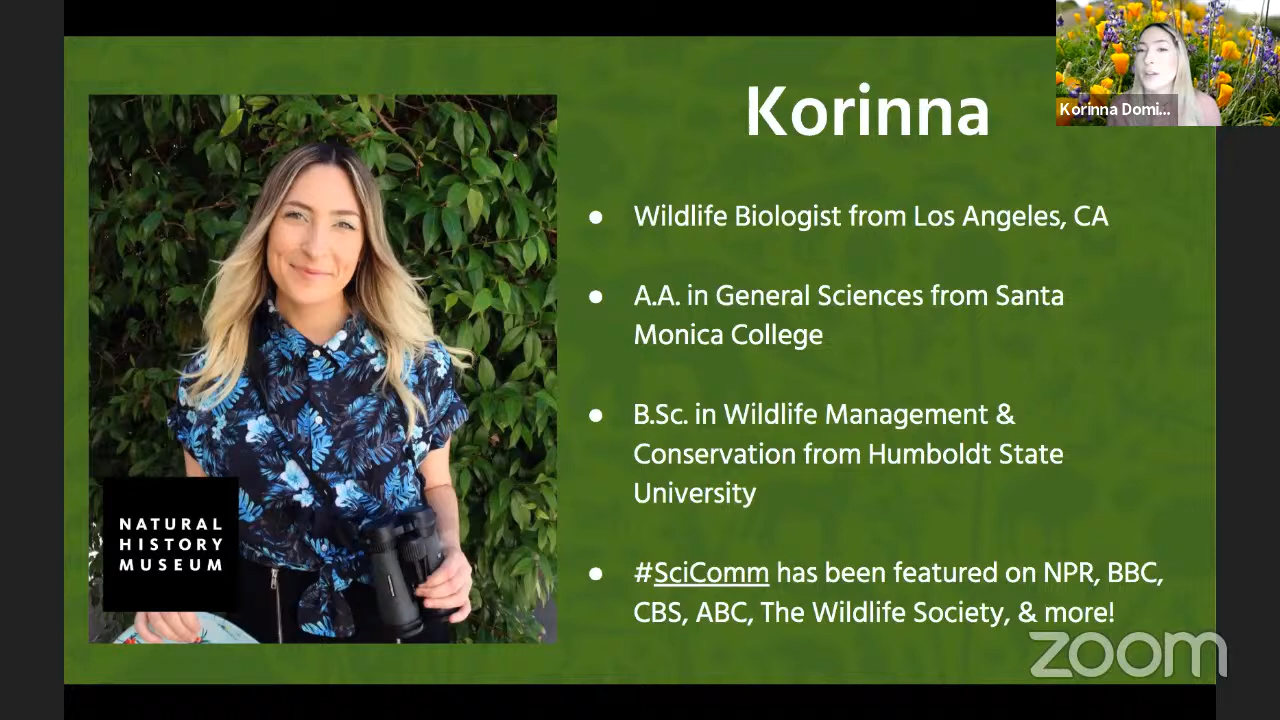 Korinna
Korinna Domi...
● Wildlife Biologist from Los Angeles, CA
● A.A. in General Sciences from Santa
Monica College
● B.Sc. in Wildlife Management &
Conservation from Humboldt State
University
● #SciComm has been featured on NPR, BBC,
CBS, ABC, The Wildlife Society, & more!
NATURAL
HISTORY
MUSEUM
zoom